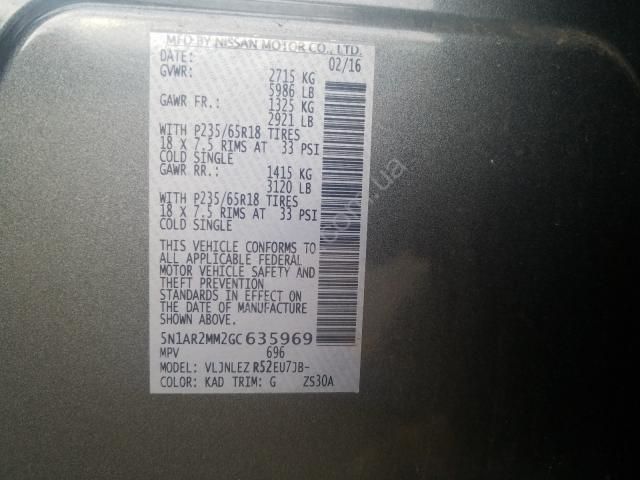 MFD BY NISSAN MOTOR CO., LTD.
DATE: 02/16
GVWR: 2715 KG
5986 LB
GAWR FR.: 1325 KG
2921 LB
WITH P235/65R18 TIRES
18 X 7.5 RIMS AT 33 PSI
COLD SINGLE
GAWR RR.: 1415 KG
3120 LB
WITH P235/65R18 TIRES
18 X 7.5 RIMS AT 33 PSI
COLD SINGLE
THIS VEHICLE CONFORMS TO
ALL APPLICABLE FEDERAL
MOTOR VEHICLE SAFETY AND
THEFT PREVENTION
STANDARDS IN EFFECT ON
THE DATE OF MANUFACTURE
SHOWN ABOVE.
5N1AR2MM2GC635969
MPV 696
MODEL: VLJNLEZ R52EU7JB-
COLOR: KAD TRIM: G ZS30A